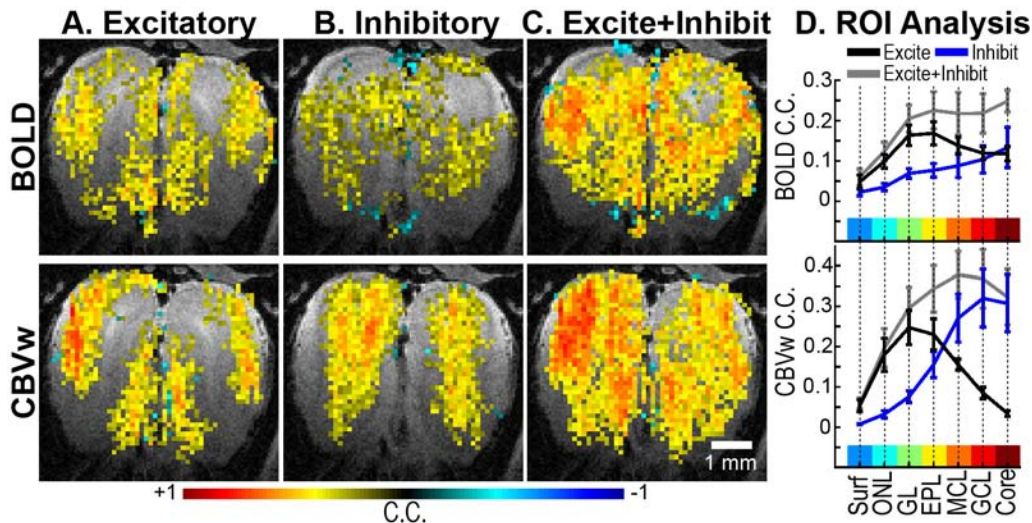 A. Excitatory B. Inhibitory C. Excite+Inhibit D. ROI Analysis
Excite Inhibit
Excite+Inhibit
BOLD
BOLD C.C.
0.3
0.2
0.1
0
CBVw
CBVw C.C.
0.4
0.3
0.2
0.1
0
1 mm
+1 -1
C.C.
Surf ONL GL EPL MCL GCL Core